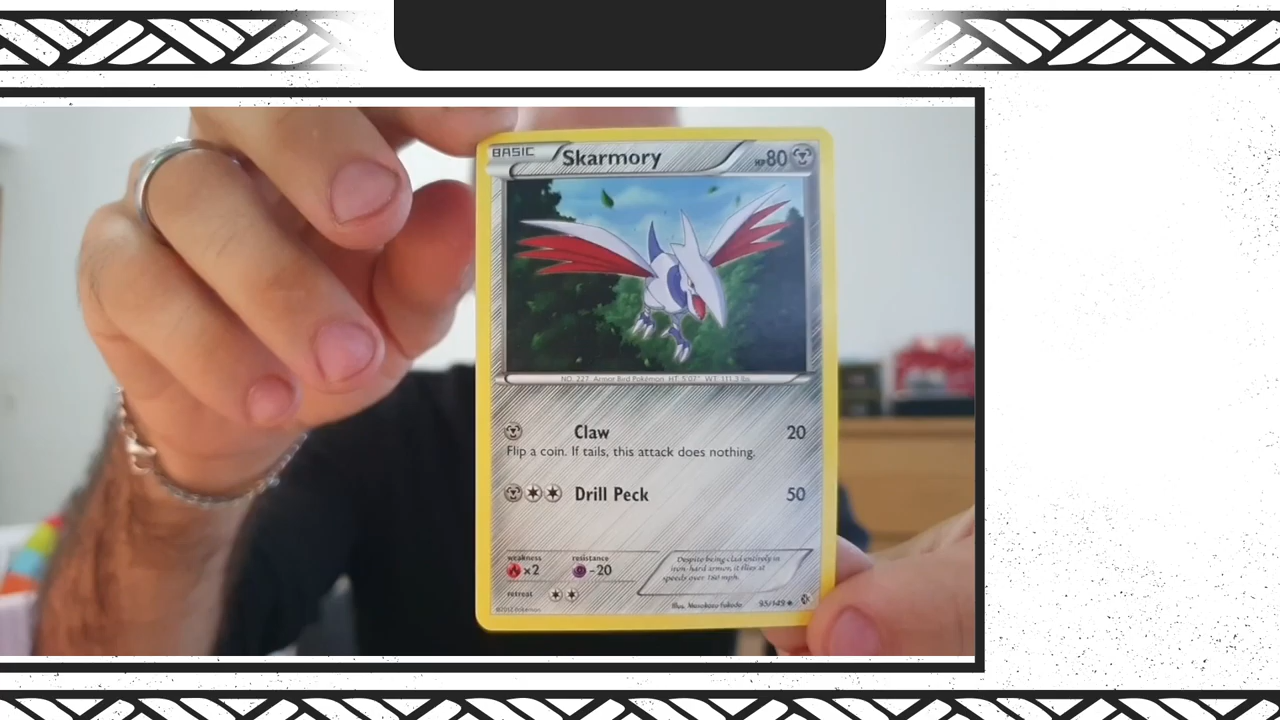 BASIC Skarmory HP80
NO. 227 Armor Bird Pokémon HT. 5'07" WT. 111.3 lbs.
Claw 20
Flip a coin. If tails, this attack does nothing.
Drill Peck 50
weakness resistance
×2 -20
Despite being clad entirely in
iron-hard armor, it flies at
speeds over 180 mph.
retreat
©2012 Pokémon
Illus. Masakazu Fukuda 95/149